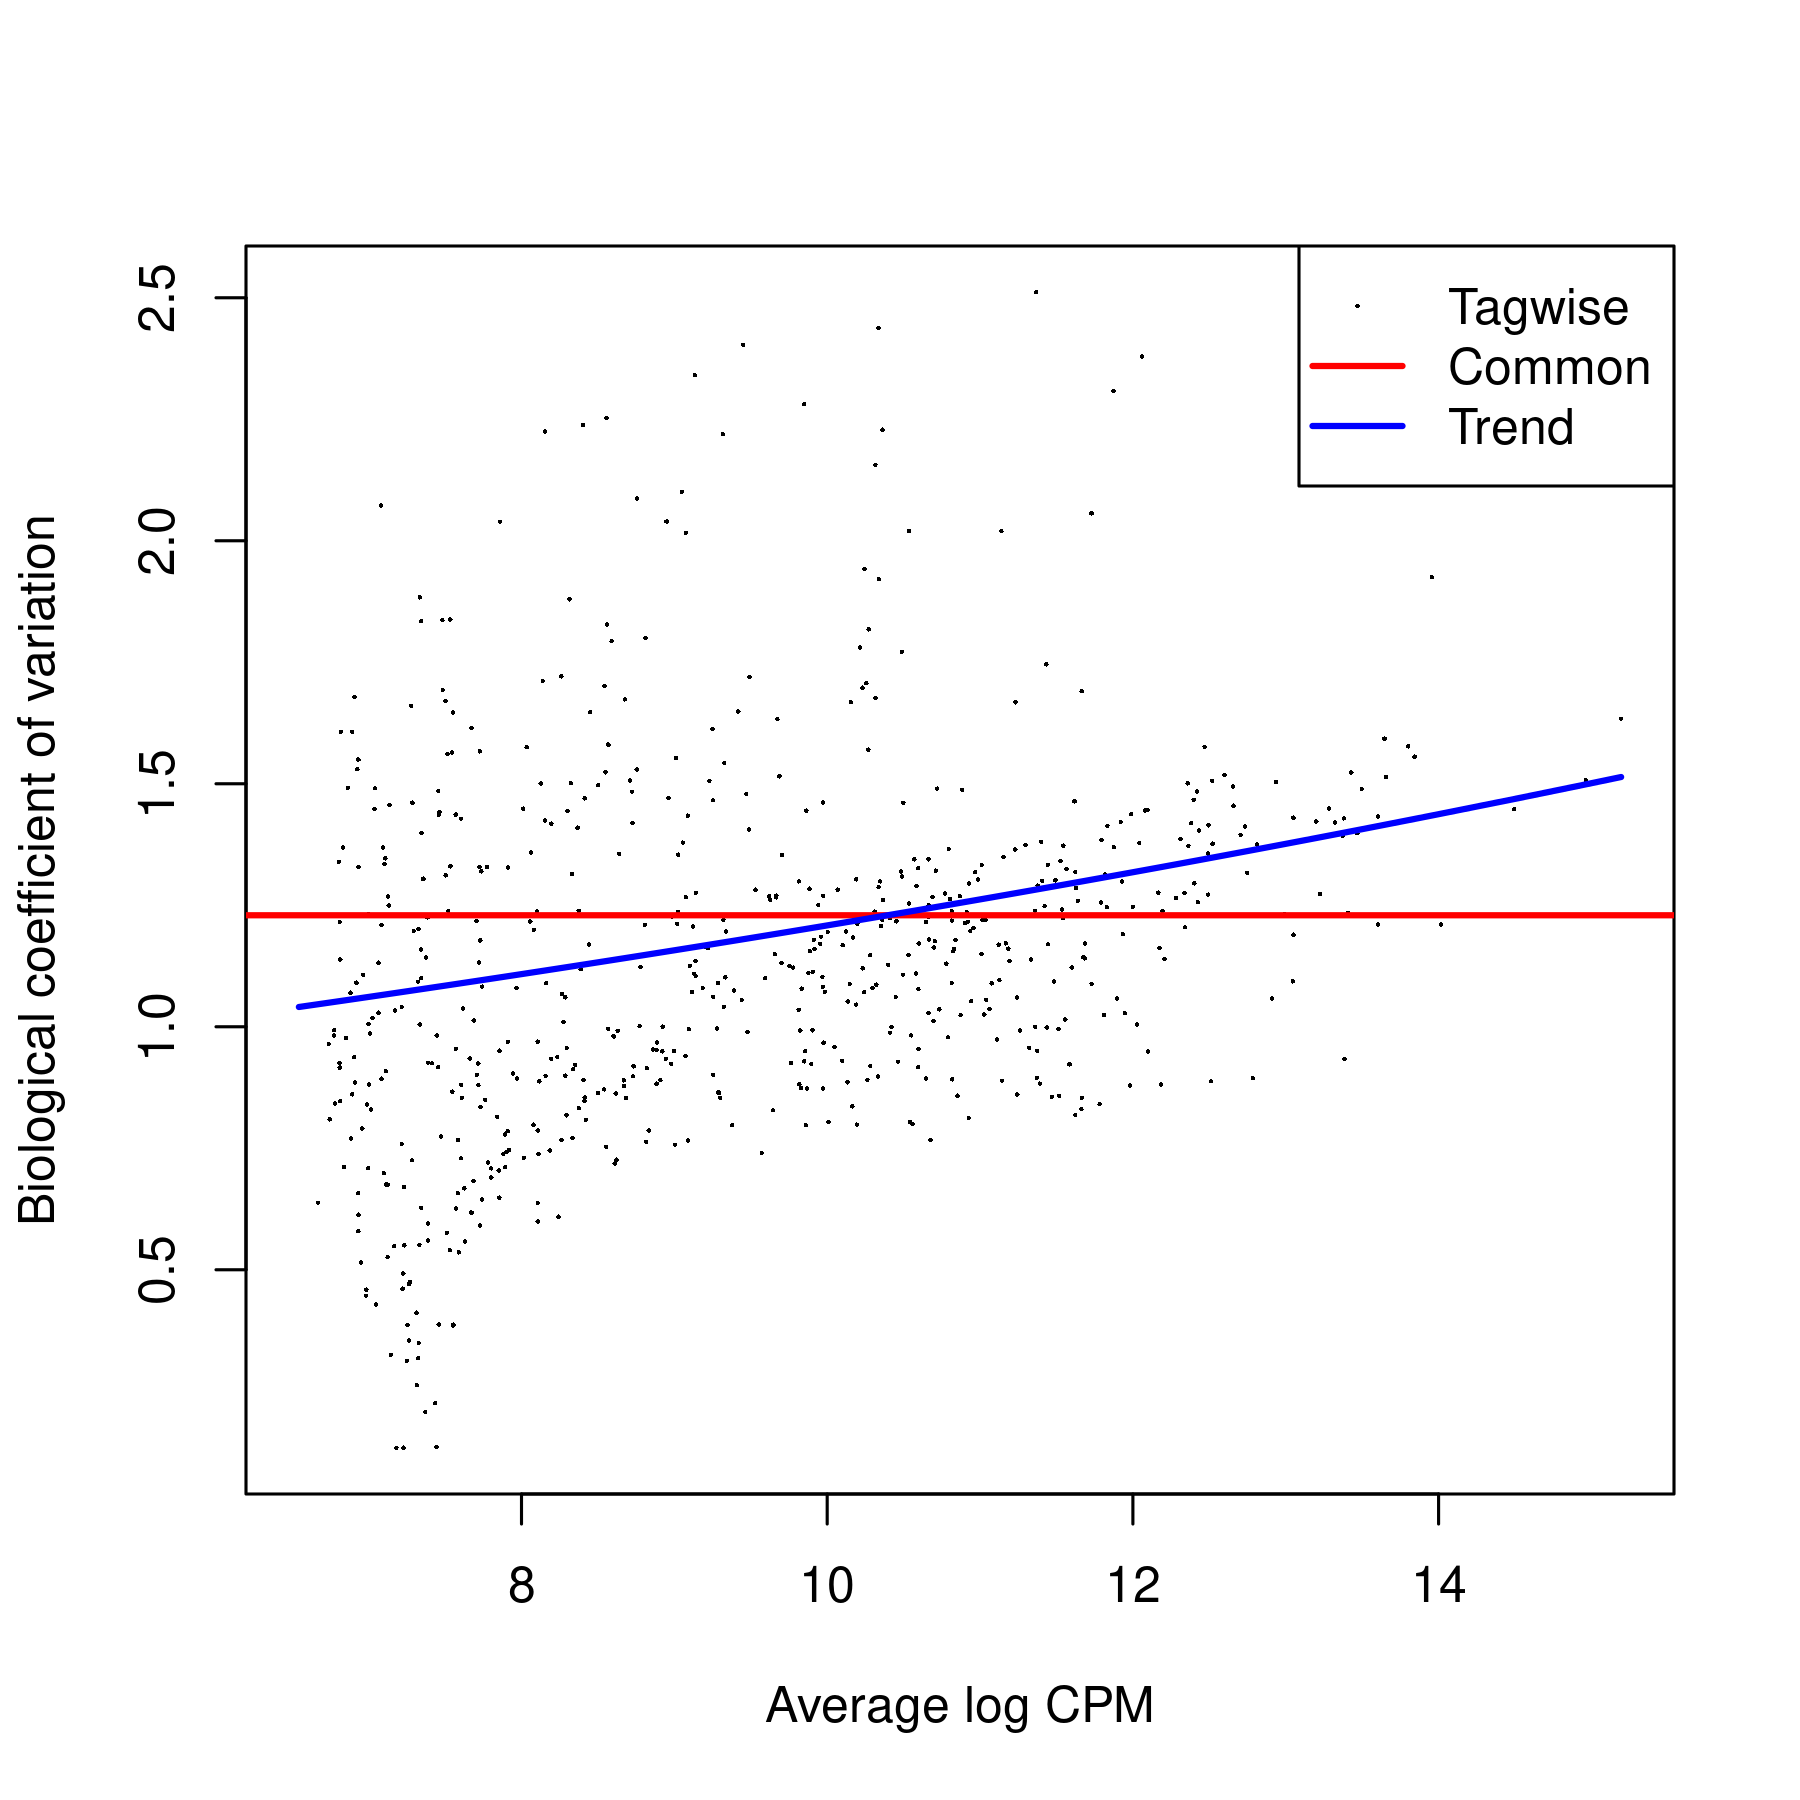 Tagwise
Common
Trend
Biological coefficient of variation
2.5
2.0
1.5
1.0
0.5
8 10 12 14
Average log CPM